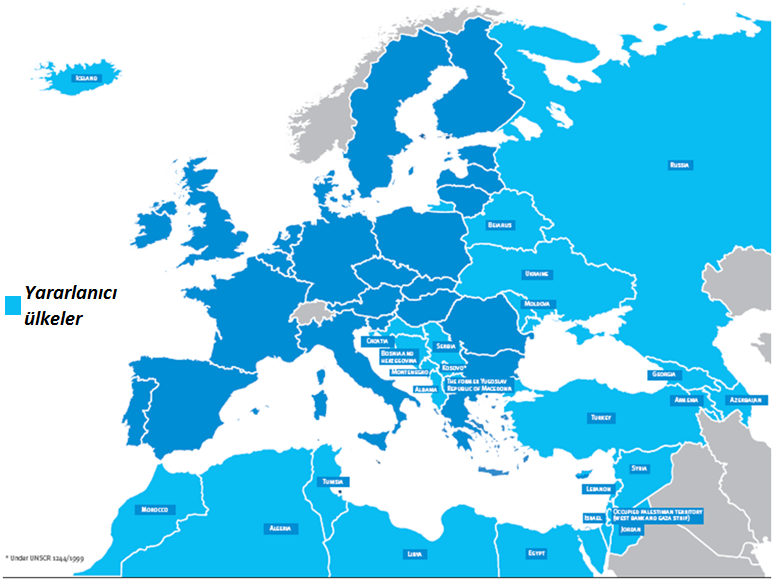 ICELAND
RUSSIA
BELARUS
UKRAINE
MOLDOVA
Yararlanıcı
ülkeler
CROATIA
SERBIA
BOSNIA AND
HERZEGOVINA
KOSOVO*
MONTENEGRO
GEORGIA
THE FORMER YUGOSLAV
REPUBLIC OF MACEDONIA
ALBANIA
ARMENIA
AZERBAIJAN
TURKEY
SYRIA
TUNISIA
LEBANON
MOROCCO
OCCUPIED PALESTINIAN TERRITORY
(WEST BANK AND GAZA STRIP)
ISRAEL
JORDAN
ALGERIA
LIBYA
EGYPT
* Under UNSCR 1244/1999